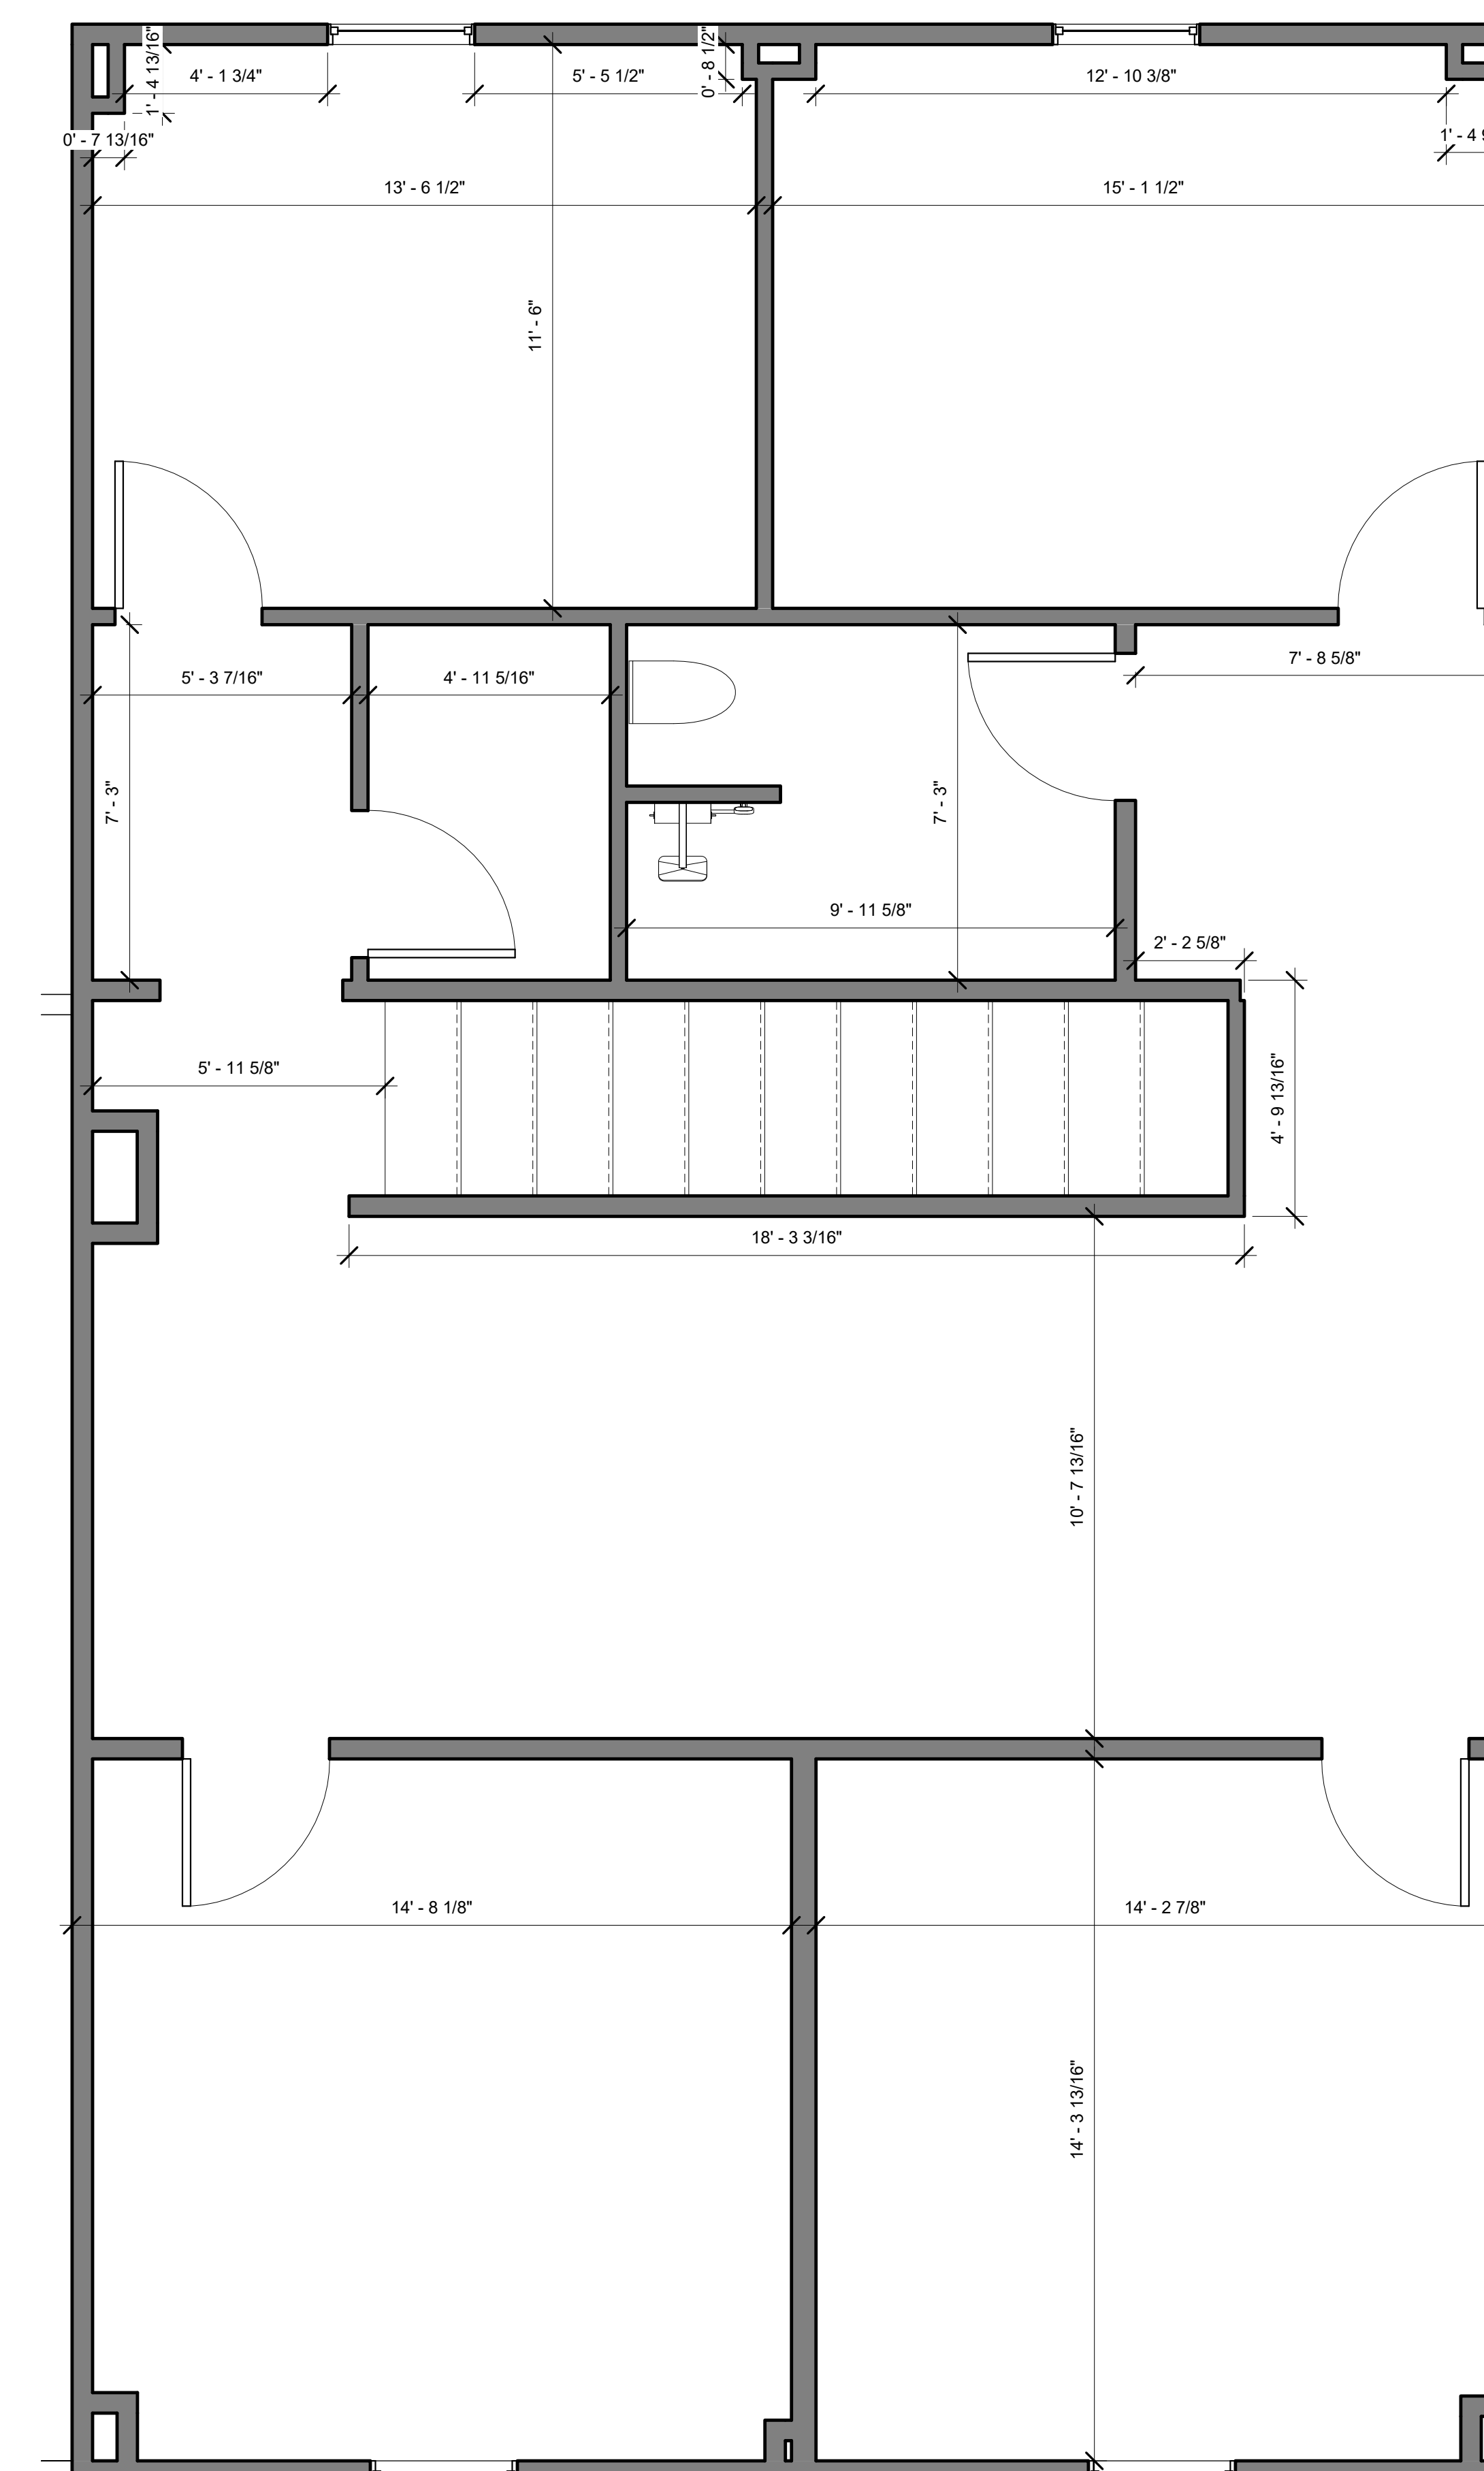 1' - 4 13/16"
4' - 1 3/4"
5' - 5 1/2"
0' - 8 1/2"
12' - 10 3/8"
0' - 7 13/16"
1' - 4
13' - 6 1/2"
15' - 1 1/2"
11' - 6"
5' - 3 7/16"
4' - 11 5/16"
7' - 8 5/8"
7' - 3"
7' - 3"
9' - 11 5/8"
2' - 2 5/8"
5' - 11 5/8"
4' - 9 13/16"
18' - 3 3/16"
10' - 7 13/16"
14' - 8 1/8"
14' - 2 7/8"
14' - 3 13/16"